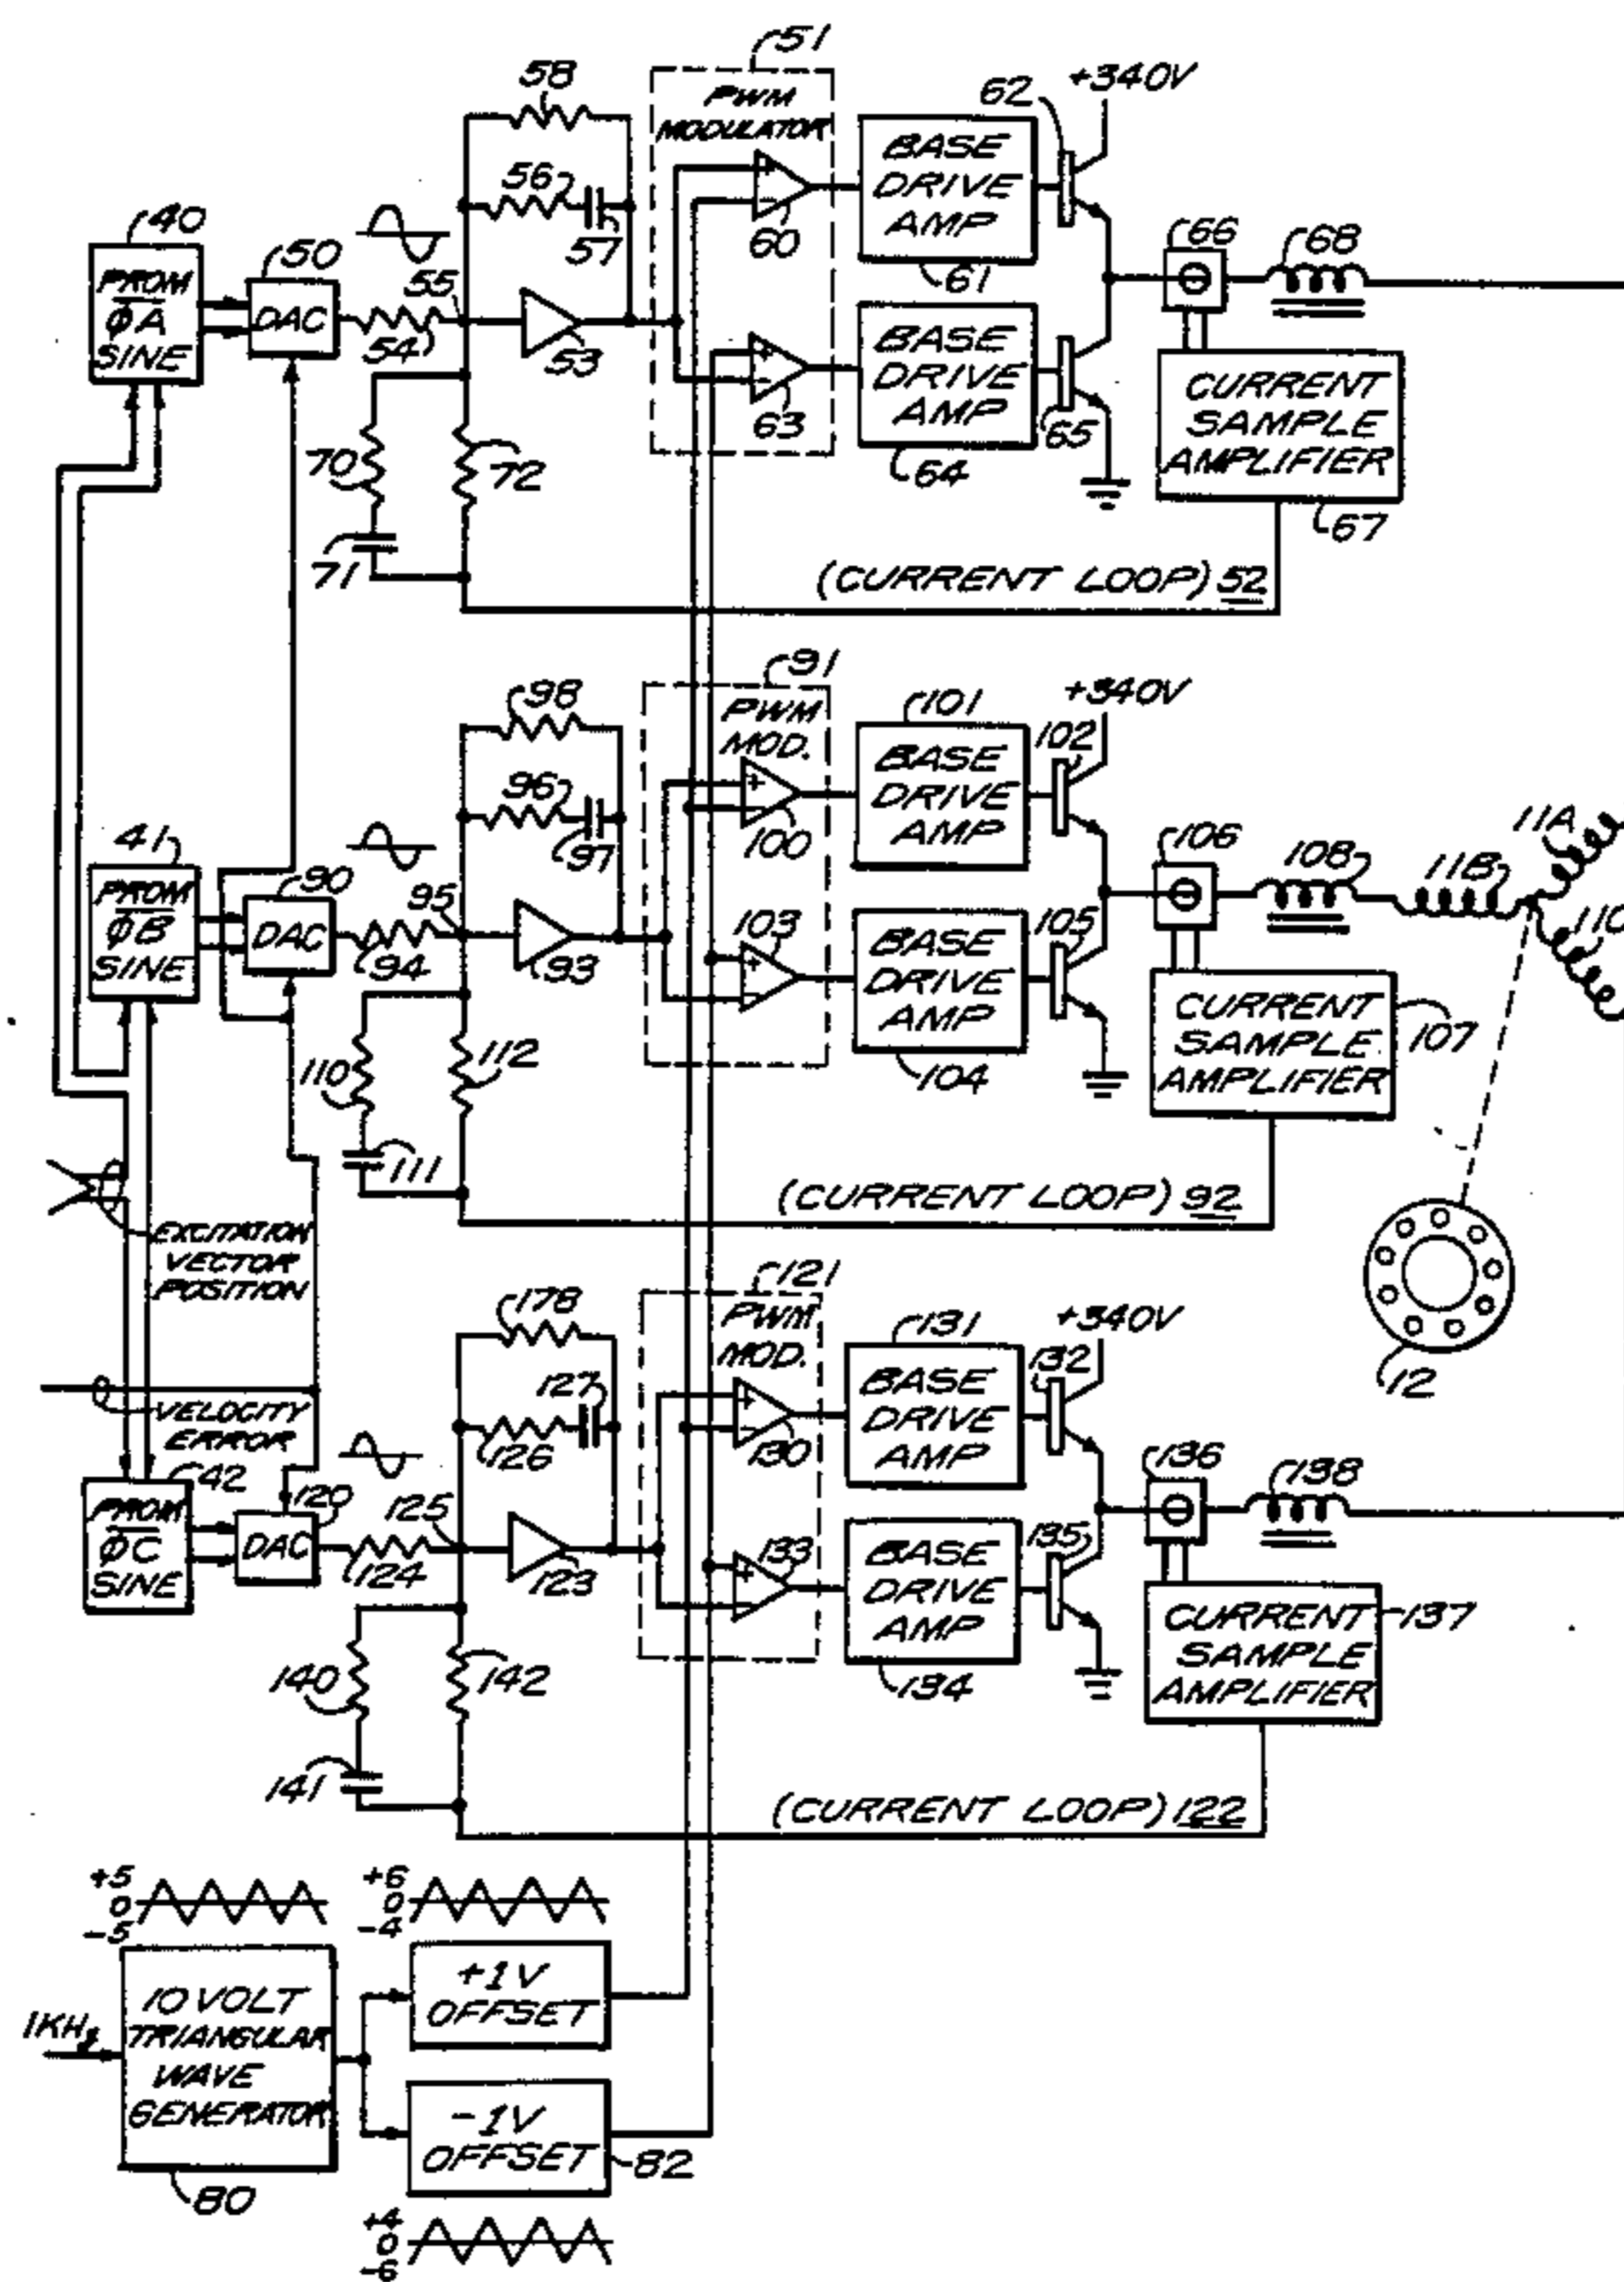 51
58
PWM
MODULATOR
62
+340V
BASE
DRIVE
AMP
56
57
60
61
40
PROM
φA
SINE
50
DAC
55
54
53
66
68
63
BASE
DRIVE
AMP
64
65
CURRENT
SAMPLE
AMPLIFIER
67
70
72
71
(CURRENT LOOP) 52
91
98
PWM
MOD.
101
102
+340V
BASE
DRIVE
AMP
96
97
100
41
PROM
φB
SINE
90
DAC
95
94
93
106
108
11B
11A
103
105
BASE
DRIVE
AMP
104
CURRENT
SAMPLE
AMPLIFIER
107
110
112
111
(CURRENT LOOP) 92
EXCITATION
VECTOR
POSITION
12
121
178
PWM
MOD.
131
132
+340V
BASE
DRIVE
AMP
127
126
130
VELOCITY
ERROR
42
PROM
φC
SINE
120
DAC
125
124
123
136
138
133
135
BASE
DRIVE
AMP
134
CURRENT
SAMPLE
AMPLIFIER
137
140
142
141
(CURRENT LOOP) 122
+5
0
-5
+6
0
-4
1KHz
10 VOLT
TRIANGULAR
WAVE
GENERATOR
80
+1V
OFFSET
-1V
OFFSET
82
+4
0
-6